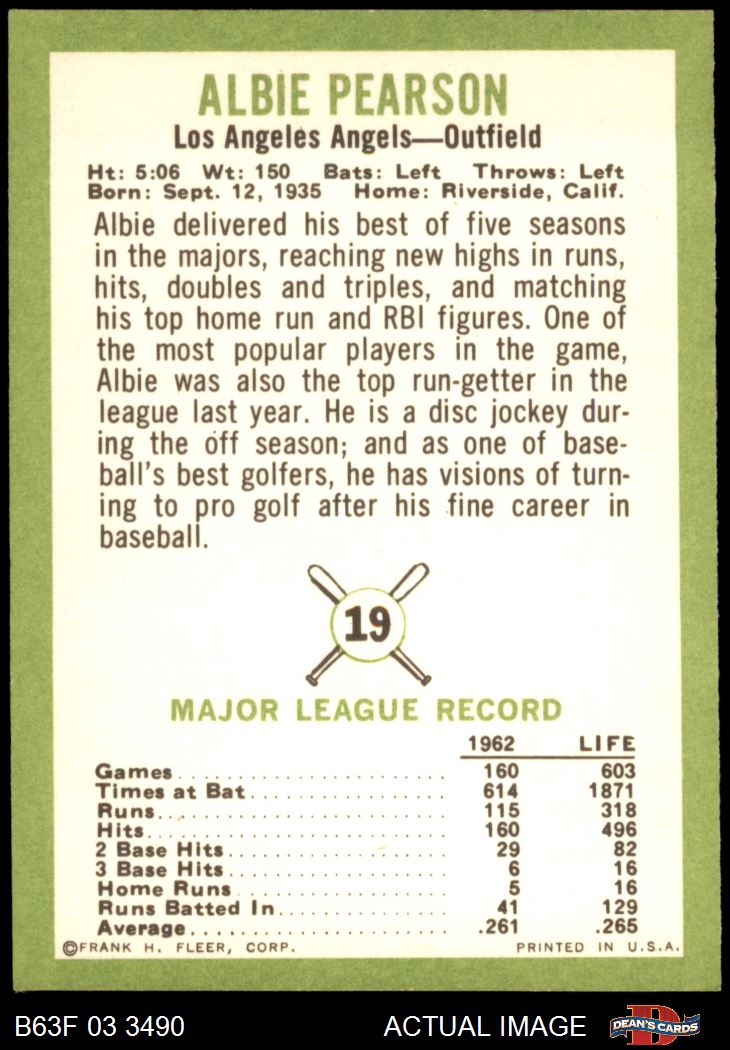 ALBIE PEARSON
Los Angeles Angels—Outfield
Ht: 5:06 Wt: 150 Bats: Left Throws: Left
Born: Sept. 12, 1935 Home: Riverside, Calif.
Albie delivered his best of five seasons
in the majors, reaching new highs in runs,
hits, doubles and triples, and matching
his top home run and RBI figures. One of
the most popular players in the game,
Albie was also the top run-getter in the
league last year. He is a disc jockey dur-
ing the off season; and as one of base-
ball's best golfers, he has visions of turn-
ing to pro golf after his fine career in
baseball.
19
MAJOR LEAGUE RECORD
1962 LIFE
Games 160 603
Times at Bat 614 1871
Runs 115 318
Hits 160 496
2 Base Hits 29 82
3 Base Hits 6 16
Home Runs 5 16
Runs Batted In 41 129
Average .261 .265
©FRANK H. FLEER, CORP. PRINTED IN U.S.A.
B63F 03 3490 ACTUAL IMAGE D DEAN'S CARDS